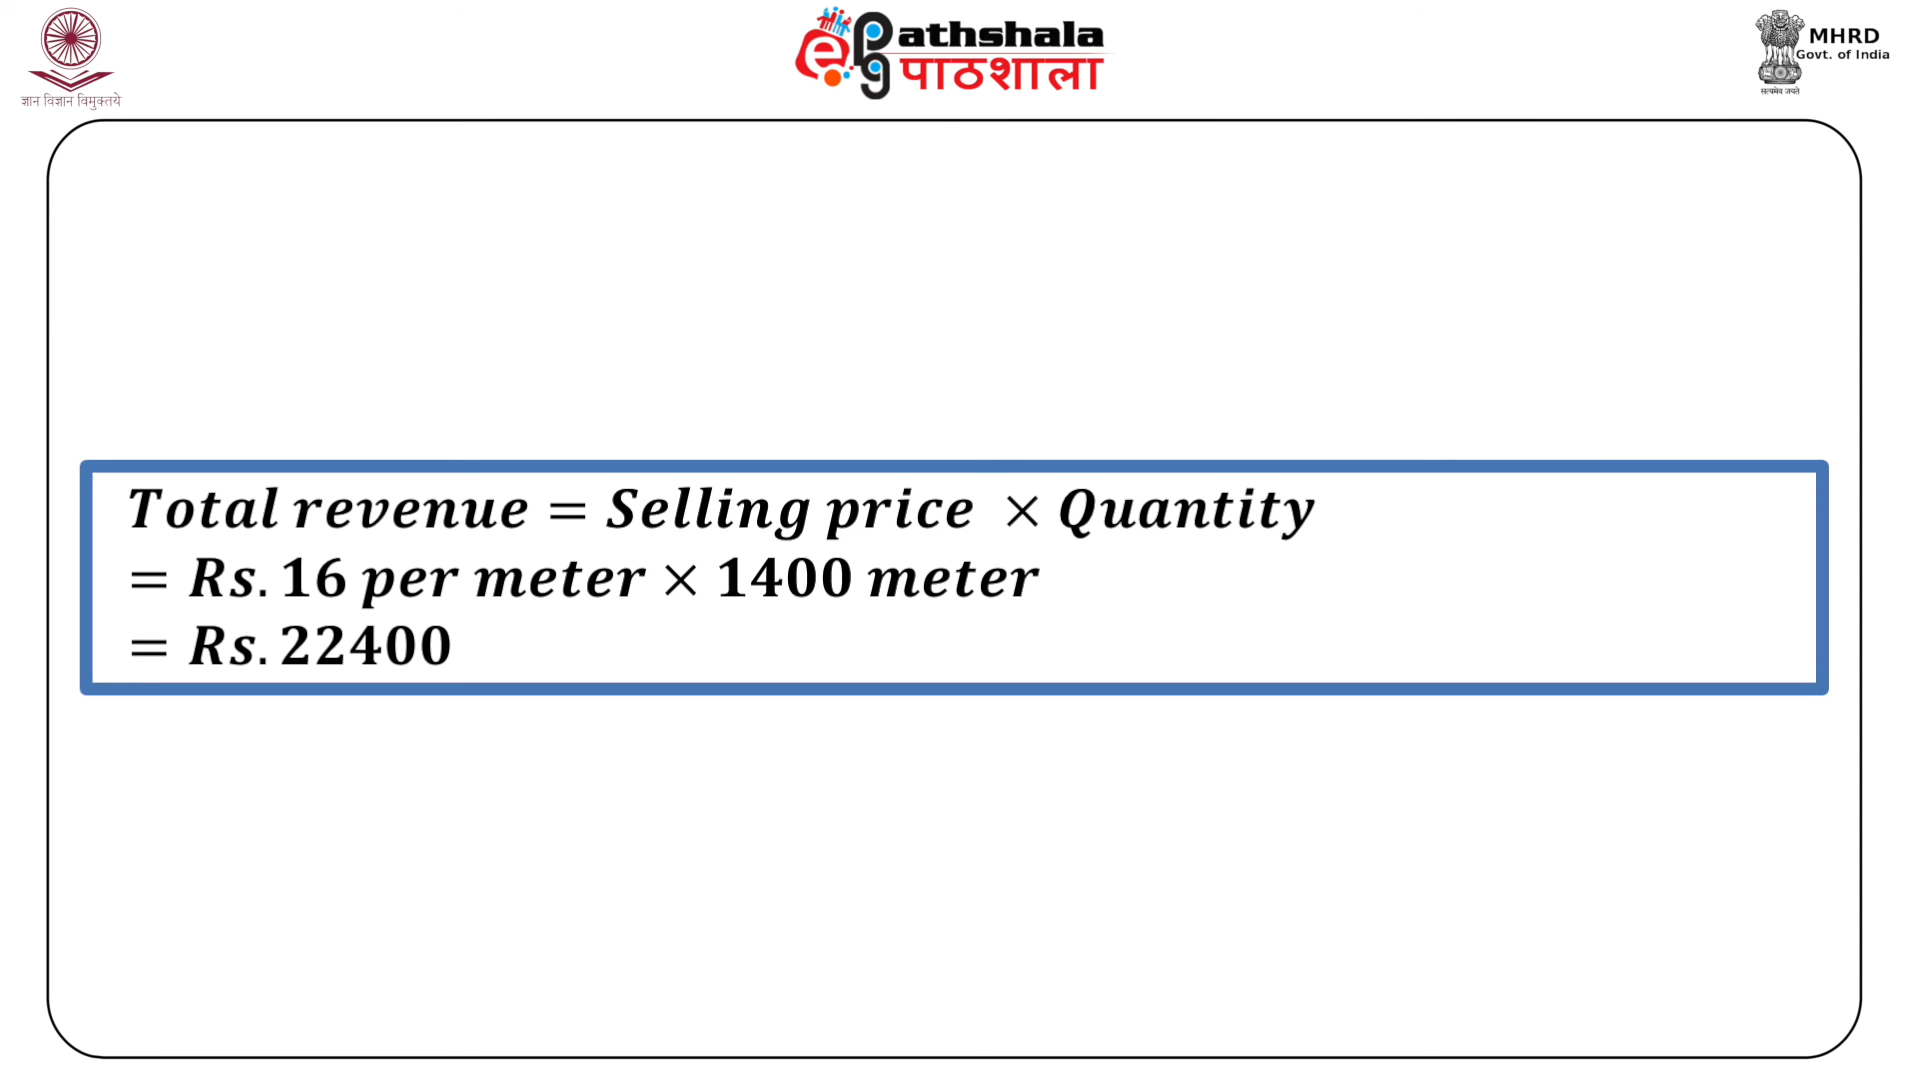 ज्ञान विज्ञान विमुक्तये
ePathshala
पाठशाला
MHRD
Govt. of India
सत्यमेव जयते
Total revenue = Selling price × Quantity
= Rs. 16 per meter × 1400 meter
= Rs. 22400